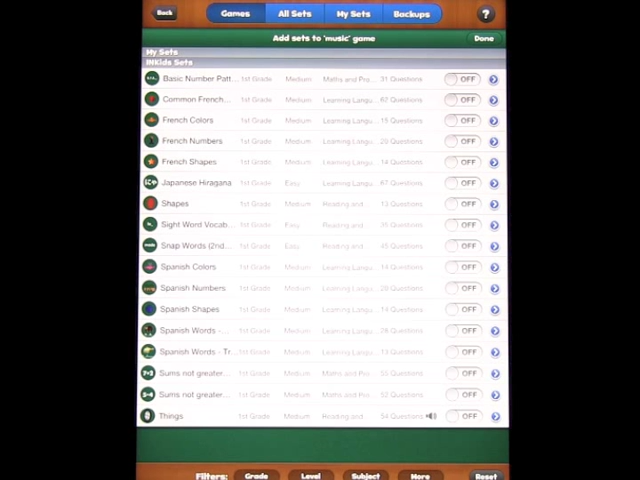 Back Games All Sets My Sets Backups ?
Add sets to 'music' game Done
My Sets
INKids Sets
Basic Number Patt... 1st Grade Medium Maths and Pro... 31 Questions OFF
Common French... 1st Grade Medium Learning Langu... 62 Questions OFF
French Colors 1st Grade Medium Learning Langu... 15 Questions OFF
French Numbers 1st Grade Medium Learning Langu... 20 Questions OFF
French Shapes 1st Grade Medium Learning Langu... 14 Questions OFF
Japanese Hiragana 1st Grade Easy Learning Langu... 67 Questions OFF
Shapes 1st Grade Medium Reading and 13 Questions OFF
Sight Word Vocab... 1st Grade Easy Reading and Questions OFF
Snap Words (2nd... 1st Grade Easy Reading and 45 Questions OFF
Spanish Colors 1st Grade Medium Learning Langu... 14 Questions OFF
Spanish Numbers 1st Grade Medium Learning Langu... 20 Questions OFF
Spanish Shapes 1st Grade Medium Learning Langu... 14 Questions OFF
Spanish Words -... 1st Grade Medium Learning Langu... Questions OFF
Spanish Words - Tr... 1st Grade Medium Learning Langu... 13 Questions OFF
Sums not greater... 1st Grade Medium Maths and Pro... Questions OFF
Sums not greater... 1st Grade Medium Maths and Pro... Questions OFF
Things 1st Grade Medium Reading and 54 Questions OFF
Filters: Grade Level Subject More Reset